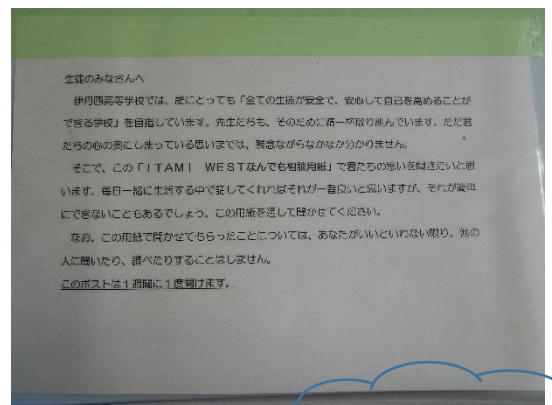 生徒のみなさんへ
伊丹西高等学校では、誰にとっても「全ての生徒が安全で、安心して自己を高めることが
できる学校」を目指しています。先生たちも、そのために精一杯取り組んでいます。ただ君
たちの心の奥にしまっている思いまでは、残念ながらなかなか分かりません。
そこで、この「ITAMI WESTなんでも相談用紙」で君たちの思いを聞きたいと思
います。毎日一緒に生活する中で話してくれればそれが一番良いと思いますが、それが簡単
にできないこともあるでしょう。この用紙を通して聞かせてください。
なお、この用紙で聞かせてもらったことについては、あなたがいいといわない限り、他の
人に聞いたり、調べたりすることはしません。
このポストは1週間に1度開けます。